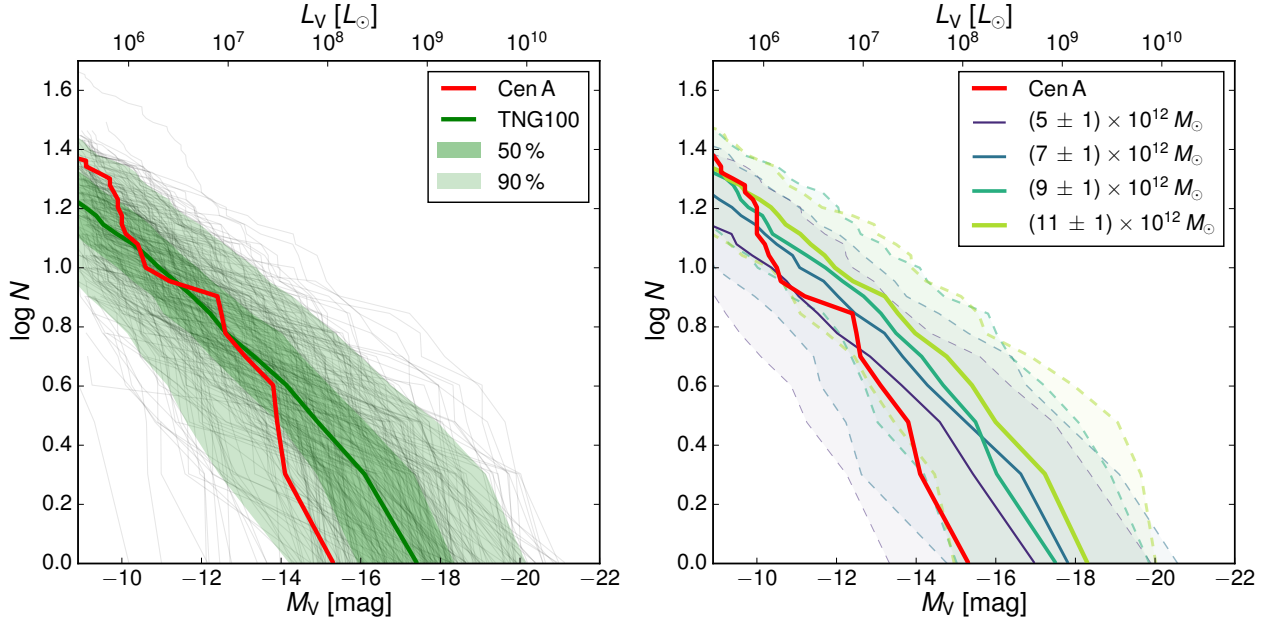 L_V [L_⊙]
10^6 10^7 10^8 10^9 10^10
log N
1.6
1.4
1.2
1.0
0.8
0.6
0.4
0.2
0.0
Cen A
TNG100
50 %
90 %
−10 −12 −14 −16 −18 −20 −22
M_V [mag]
L_V [L_⊙]
10^6 10^7 10^8 10^9 10^10
log N
1.6
1.4
1.2
1.0
0.8
0.6
0.4
0.2
0.0
Cen A
(5 ± 1) × 10^12 M_⊙
(7 ± 1) × 10^12 M_⊙
(9 ± 1) × 10^12 M_⊙
(11 ± 1) × 10^12 M_⊙
−10 −12 −14 −16 −18 −20 −22
M_V [mag]